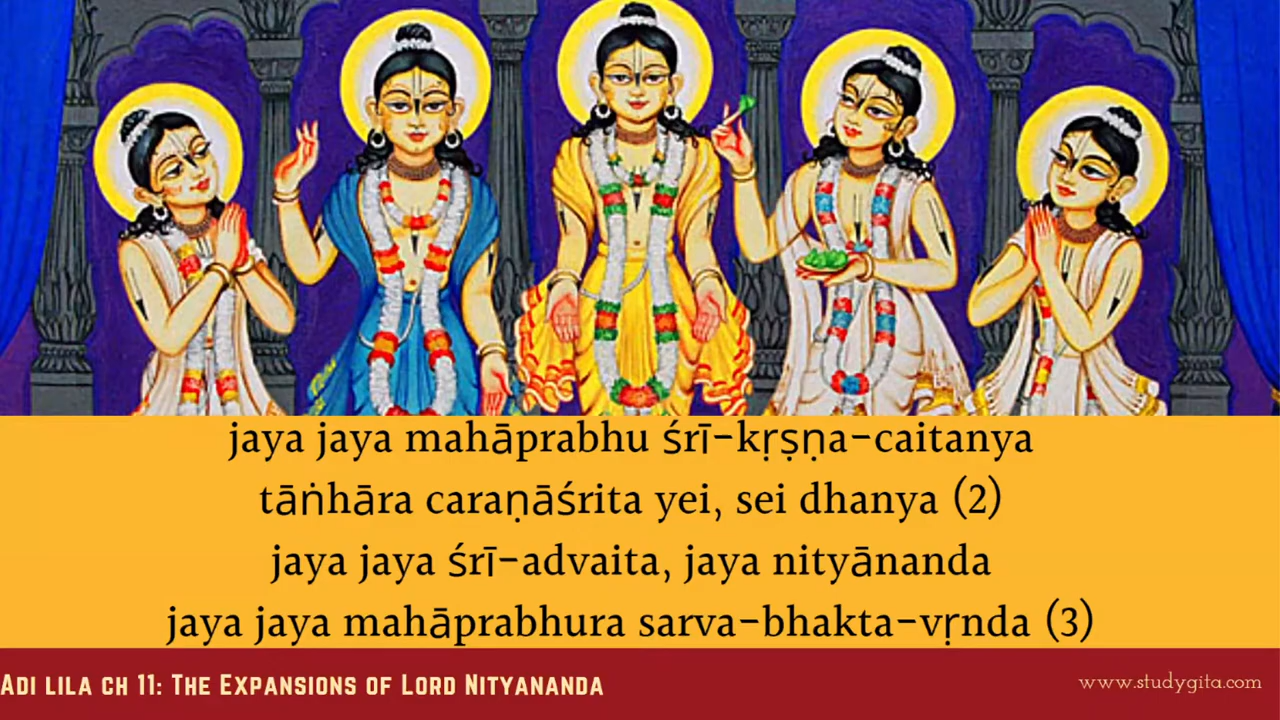 jaya jaya mahāprabhu śrī-kṛṣṇa-caitanya
tāṅhāra caraṇāśrita yei, sei dhanya (2)
jaya jaya śrī-advaita, jaya nityānanda
jaya jaya mahāprabhura sarva-bhakta-vṛnda (3)
Adi lila ch 11: The Expansions of Lord Nityananda
www.studygita.com